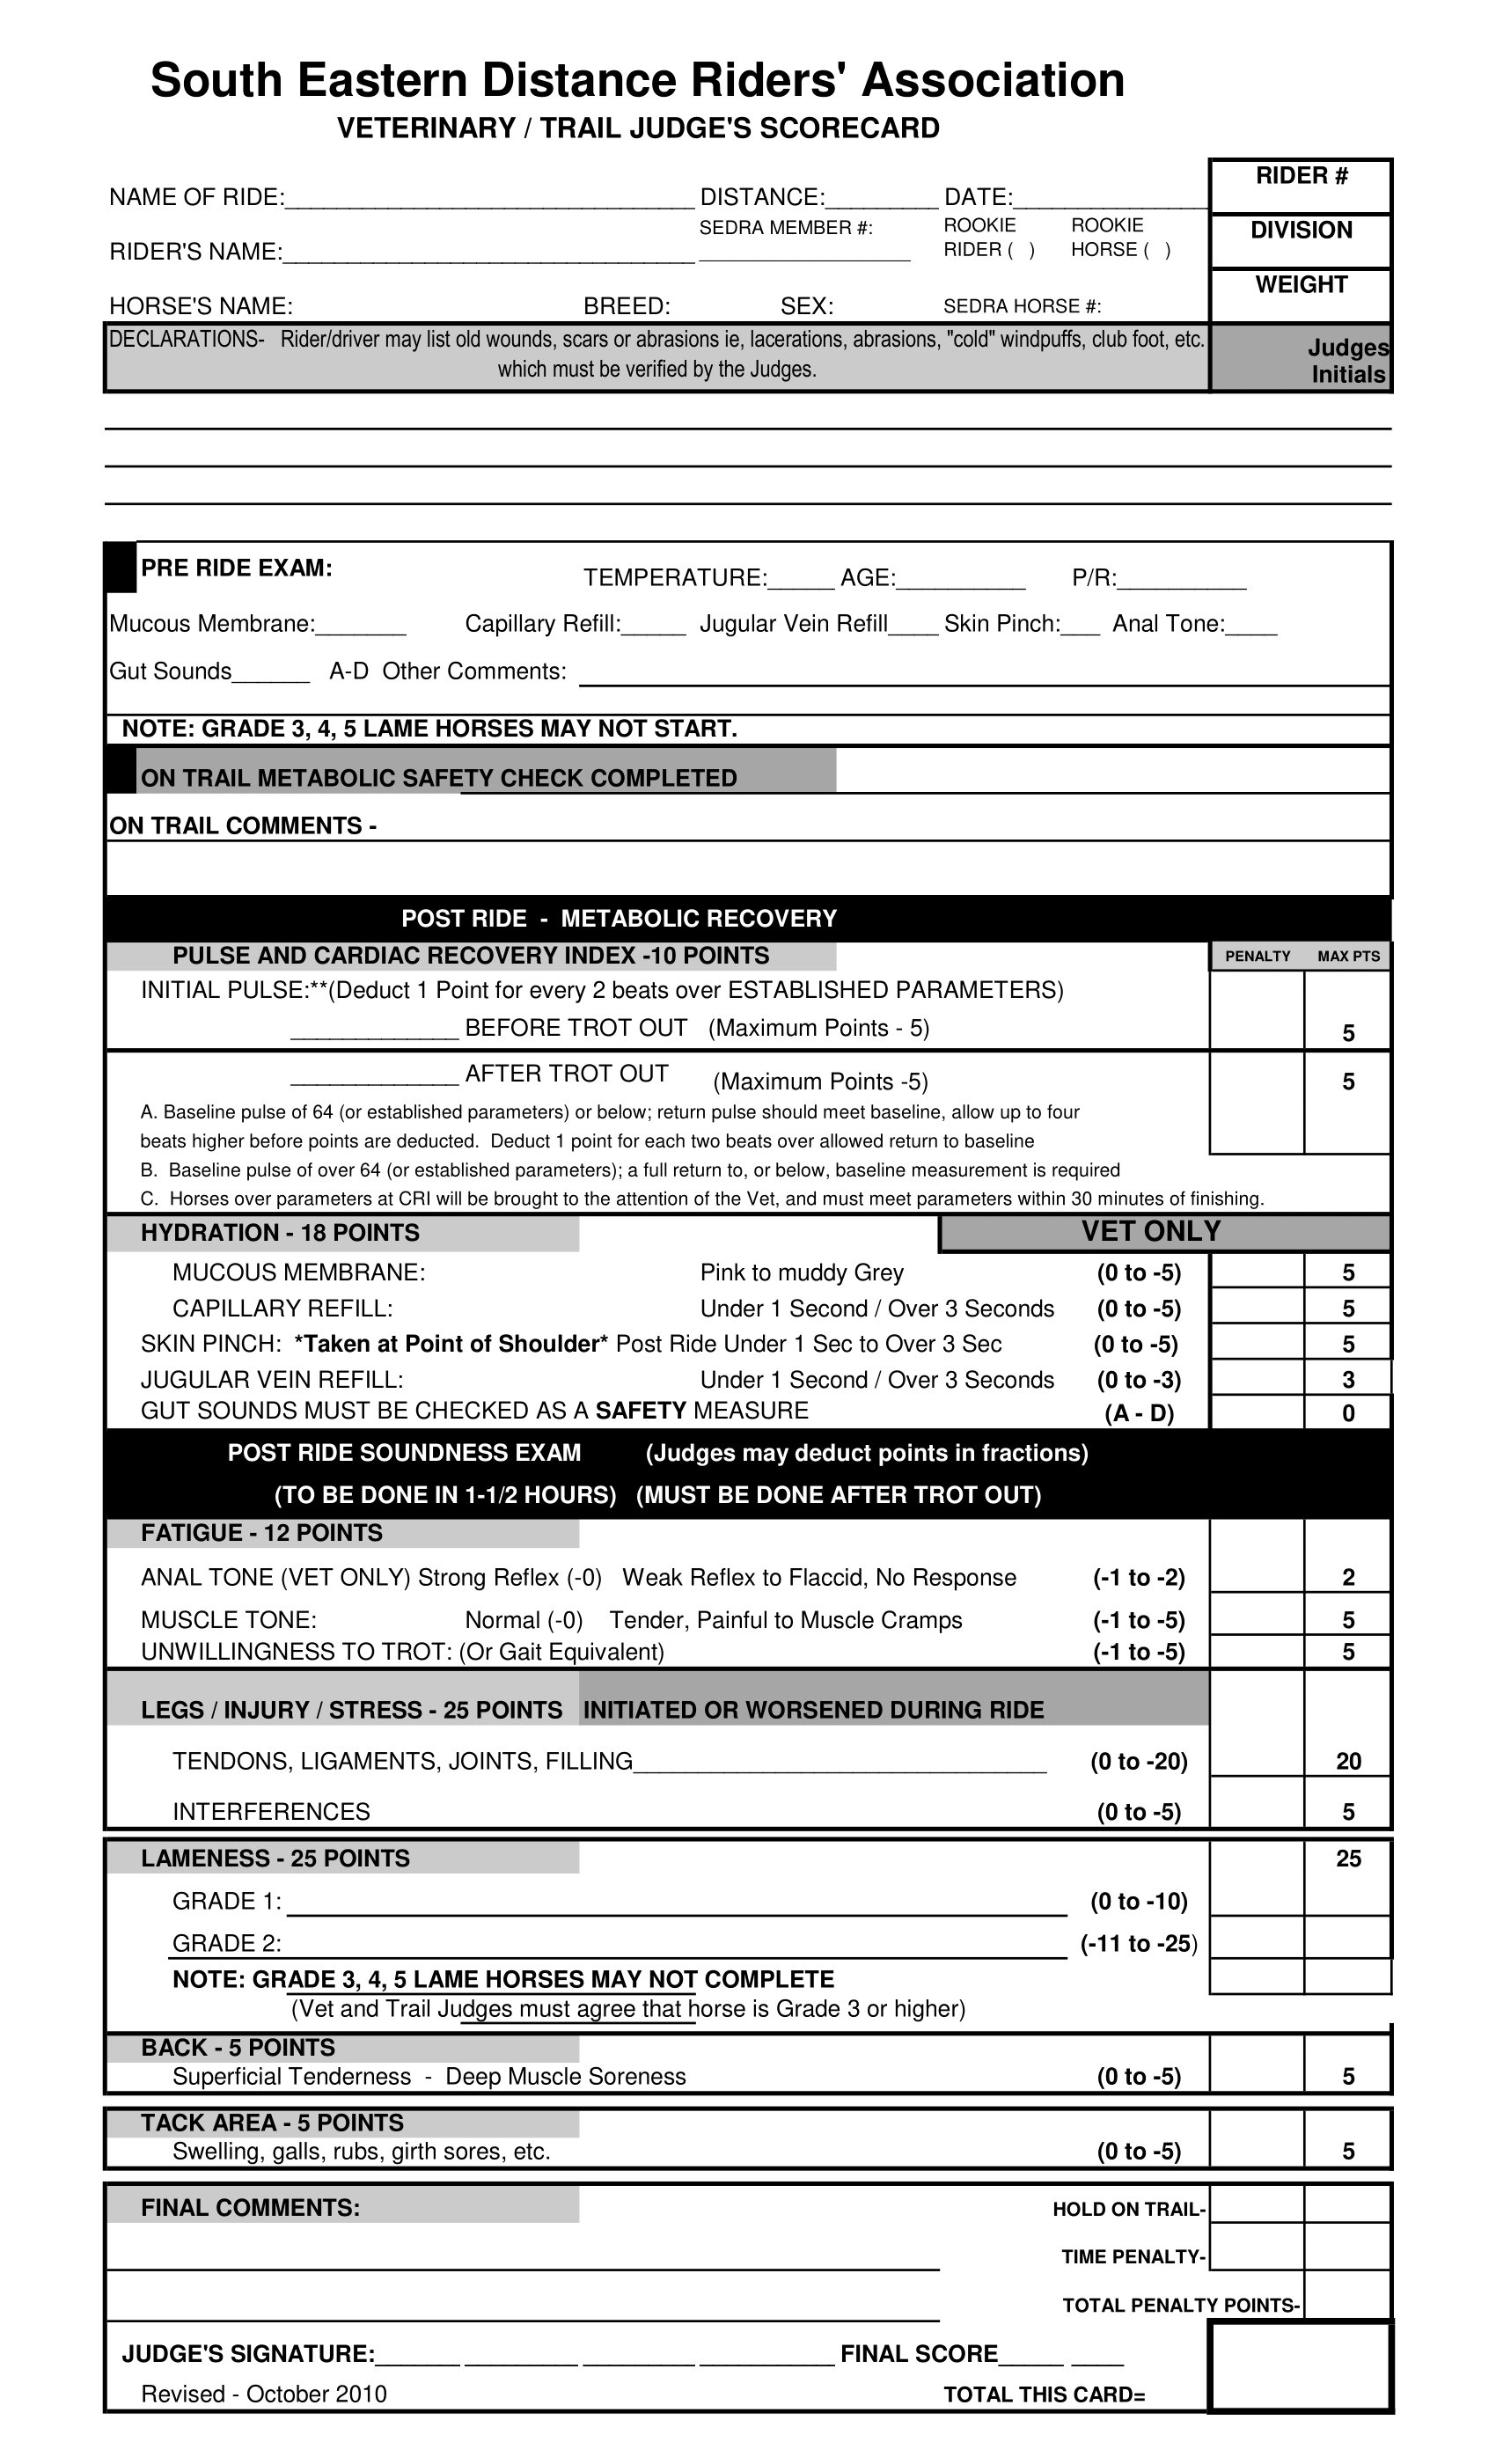 South Eastern Distance Riders' Association
VETERINARY / TRAIL JUDGE'S SCORECARD
RIDER #
NAME OF RIDE:________________________________ DISTANCE:_________ DATE:_______________
SEDRA MEMBER #: ROOKIE ROOKIE DIVISION
RIDER'S NAME:________________________________ ____________________ RIDER ( ) HORSE ( )
WEIGHT
HORSE'S NAME: BREED: SEX: SEDRA HORSE #:
DECLARATIONS- Rider/driver may list old wounds, scars or abrasions ie, lacerations, abrasions, "cold" windpuffs, club foot, etc. Judges
which must be verified by the Judges. Initials
PRE RIDE EXAM:
TEMPERATURE:_____ AGE:__________ P/R:__________
Mucous Membrane:_______ Capillary Refill:_____ Jugular Vein Refill____ Skin Pinch:___ Anal Tone:____
Gut Sounds______ A-D Other Comments:
NOTE: GRADE 3, 4, 5 LAME HORSES MAY NOT START.
ON TRAIL METABOLIC SAFETY CHECK COMPLETED
ON TRAIL COMMENTS -
POST RIDE - METABOLIC RECOVERY
PULSE AND CARDIAC RECOVERY INDEX -10 POINTS PENALTY MAX PTS
INITIAL PULSE:**(Deduct 1 Point for every 2 beats over ESTABLISHED PARAMETERS)
_____________ BEFORE TROT OUT (Maximum Points - 5) 5
_____________ AFTER TROT OUT (Maximum Points -5) 5
A. Baseline pulse of 64 (or established parameters) or below; return pulse should meet baseline, allow up to four
beats higher before points are deducted. Deduct 1 point for each two beats over allowed return to baseline
B. Baseline pulse of over 64 (or established parameters); a full return to, or below, baseline measurement is required
C. Horses over parameters at CRI will be brought to the attention of the Vet, and must meet parameters within 30 minutes of finishing.
HYDRATION - 18 POINTS VET ONLY
MUCOUS MEMBRANE: Pink to muddy Grey (0 to -5) 5
CAPILLARY REFILL: Under 1 Second / Over 3 Seconds (0 to -5) 5
SKIN PINCH: *Taken at Point of Shoulder* Post Ride Under 1 Sec to Over 3 Sec (0 to -5) 5
JUGULAR VEIN REFILL: Under 1 Second / Over 3 Seconds (0 to -3) 3
GUT SOUNDS MUST BE CHECKED AS A SAFETY MEASURE (A - D) 0
POST RIDE SOUNDNESS EXAM (Judges may deduct points in fractions)
(TO BE DONE IN 1-1/2 HOURS) (MUST BE DONE AFTER TROT OUT)
FATIGUE - 12 POINTS
ANAL TONE (VET ONLY) Strong Reflex (-0) Weak Reflex to Flaccid, No Response (-1 to -2) 2
MUSCLE TONE: Normal (-0) Tender, Painful to Muscle Cramps (-1 to -5) 5
UNWILLINGNESS TO TROT: (Or Gait Equivalent) (-1 to -5) 5
LEGS / INJURY / STRESS - 25 POINTS INITIATED OR WORSENED DURING RIDE
TENDONS, LIGAMENTS, JOINTS, FILLING________________________________ (0 to -20) 20
INTERFERENCES (0 to -5) 5
LAMENESS - 25 POINTS 25
GRADE 1: (0 to -10)
GRADE 2: (-11 to -25)
NOTE: GRADE 3, 4, 5 LAME HORSES MAY NOT COMPLETE
(Vet and Trail Judges must agree that horse is Grade 3 or higher)
BACK - 5 POINTS
Superficial Tenderness - Deep Muscle Soreness (0 to -5) 5
TACK AREA - 5 POINTS
Swelling, galls, rubs, girth sores, etc. (0 to -5) 5
FINAL COMMENTS: HOLD ON TRAIL-
TIME PENALTY-
TOTAL PENALTY POINTS-
JUDGE'S SIGNATURE:______ ________ ________ __________ FINAL SCORE_____ ____
Revised - October 2010 TOTAL THIS CARD=